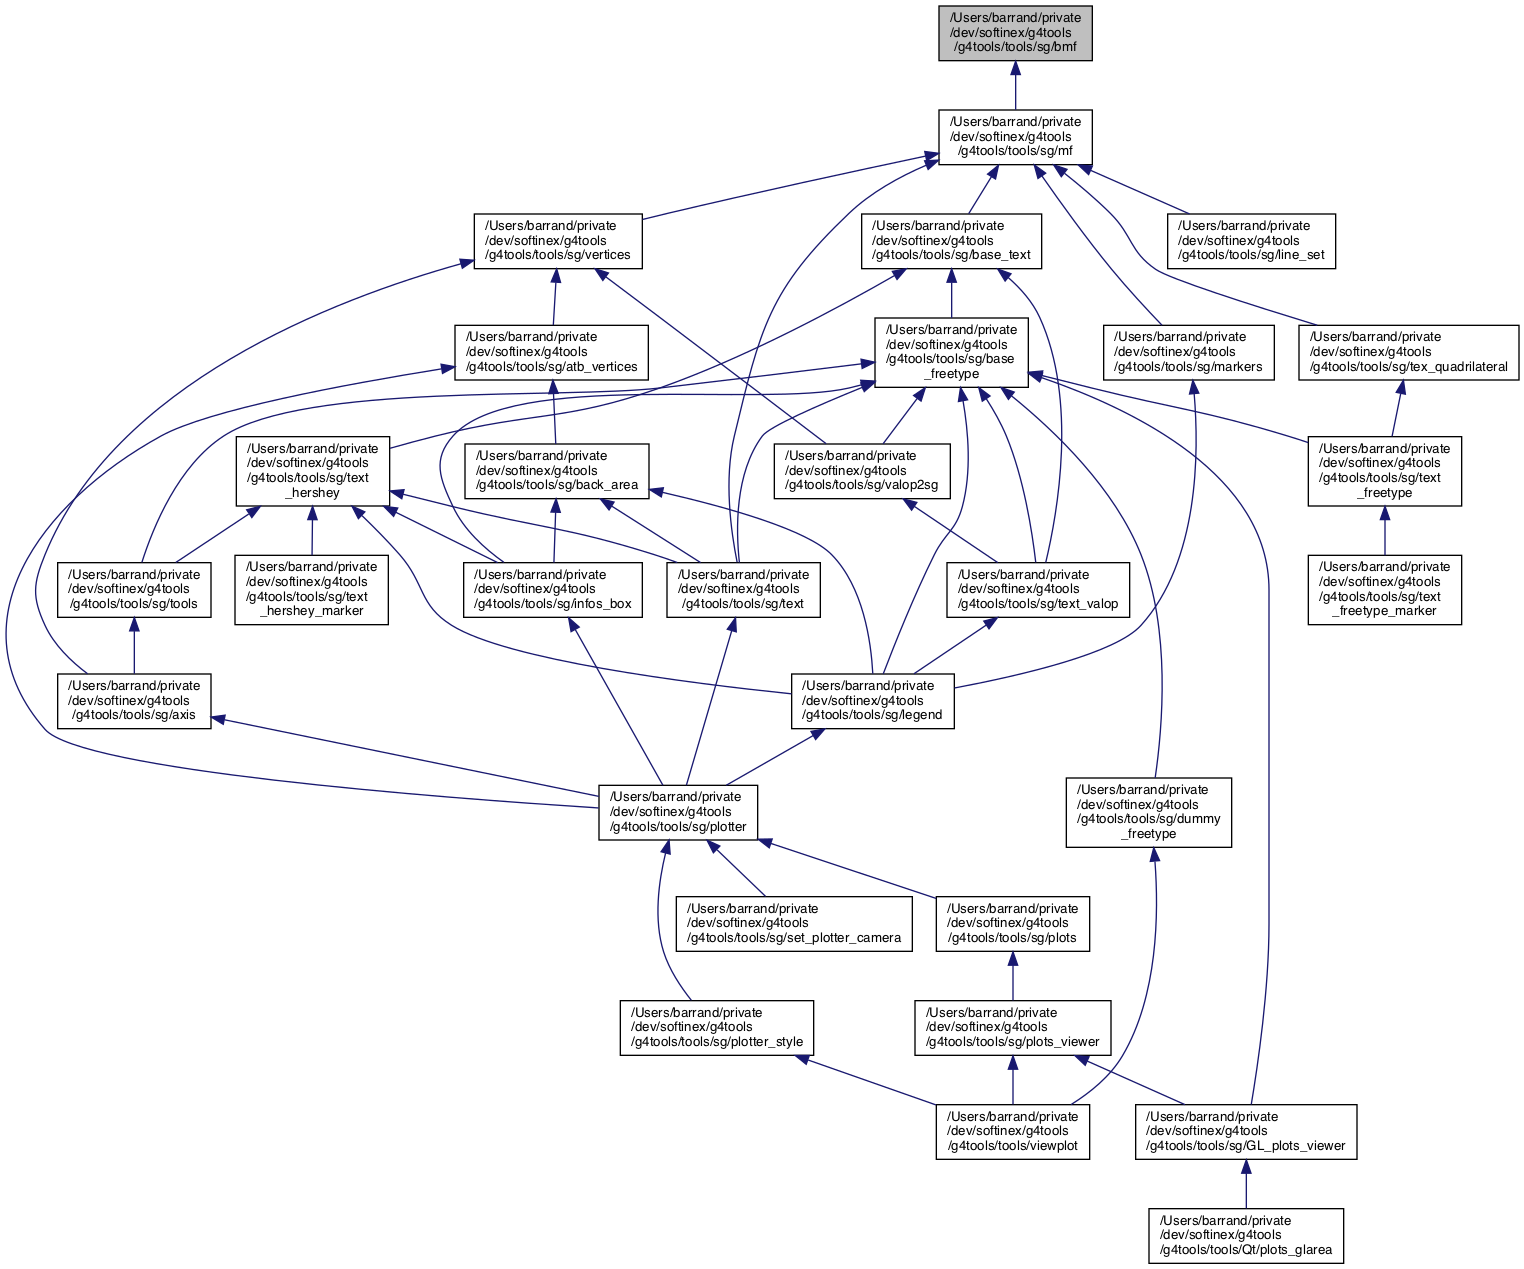 /Users/barrand/private
/dev/softinex/g4tools
/g4tools/tools/sg/bmf
/Users/barrand/private
/dev/softinex/g4tools
/g4tools/tools/sg/mf
/Users/barrand/private
/dev/softinex/g4tools
/g4tools/tools/sg/vertices
/Users/barrand/private
/dev/softinex/g4tools
/g4tools/tools/sg/base_text
/Users/barrand/private
/dev/softinex/g4tools
/g4tools/tools/sg/line_set
/Users/barrand/private
/dev/softinex/g4tools
/g4tools/tools/sg/atb_vertices
/Users/barrand/private
/dev/softinex/g4tools
/g4tools/tools/sg/base
_freetype
/Users/barrand/private
/dev/softinex/g4tools
/g4tools/tools/sg/markers
/Users/barrand/private
/dev/softinex/g4tools
/g4tools/tools/sg/tex_quadrilateral
/Users/barrand/private
/dev/softinex/g4tools
/g4tools/tools/sg/text
_hershey
/Users/barrand/private
/dev/softinex/g4tools
/g4tools/tools/sg/back_area
/Users/barrand/private
/dev/softinex/g4tools
/g4tools/tools/sg/valop2sg
/Users/barrand/private
/dev/softinex/g4tools
/g4tools/tools/sg/text
_freetype
/Users/barrand/private
/dev/softinex/g4tools
/g4tools/tools/sg/tools
/Users/barrand/private
/dev/softinex/g4tools
/g4tools/tools/sg/text
_hershey_marker
/Users/barrand/private
/dev/softinex/g4tools
/g4tools/tools/sg/infos_box
/Users/barrand/private
/dev/softinex/g4tools
/g4tools/tools/sg/text
/Users/barrand/private
/dev/softinex/g4tools
/g4tools/tools/sg/text_valop
/Users/barrand/private
/dev/softinex/g4tools
/g4tools/tools/sg/text
_freetype_marker
/Users/barrand/private
/dev/softinex/g4tools
/g4tools/tools/sg/axis
/Users/barrand/private
/dev/softinex/g4tools
/g4tools/tools/sg/legend
/Users/barrand/private
/dev/softinex/g4tools
/g4tools/tools/sg/plotter
/Users/barrand/private
/dev/softinex/g4tools
/g4tools/tools/sg/dummy
_freetype
/Users/barrand/private
/dev/softinex/g4tools
/g4tools/tools/sg/set_plotter_camera
/Users/barrand/private
/dev/softinex/g4tools
/g4tools/tools/sg/plots
/Users/barrand/private
/dev/softinex/g4tools
/g4tools/tools/sg/plotter_style
/Users/barrand/private
/dev/softinex/g4tools
/g4tools/tools/sg/plots_viewer
/Users/barrand/private
/dev/softinex/g4tools
/g4tools/tools/viewplot
/Users/barrand/private
/dev/softinex/g4tools
/g4tools/tools/sg/GL_plots_viewer
/Users/barrand/private
/dev/softinex/g4tools
/g4tools/tools/Qt/plots_glarea